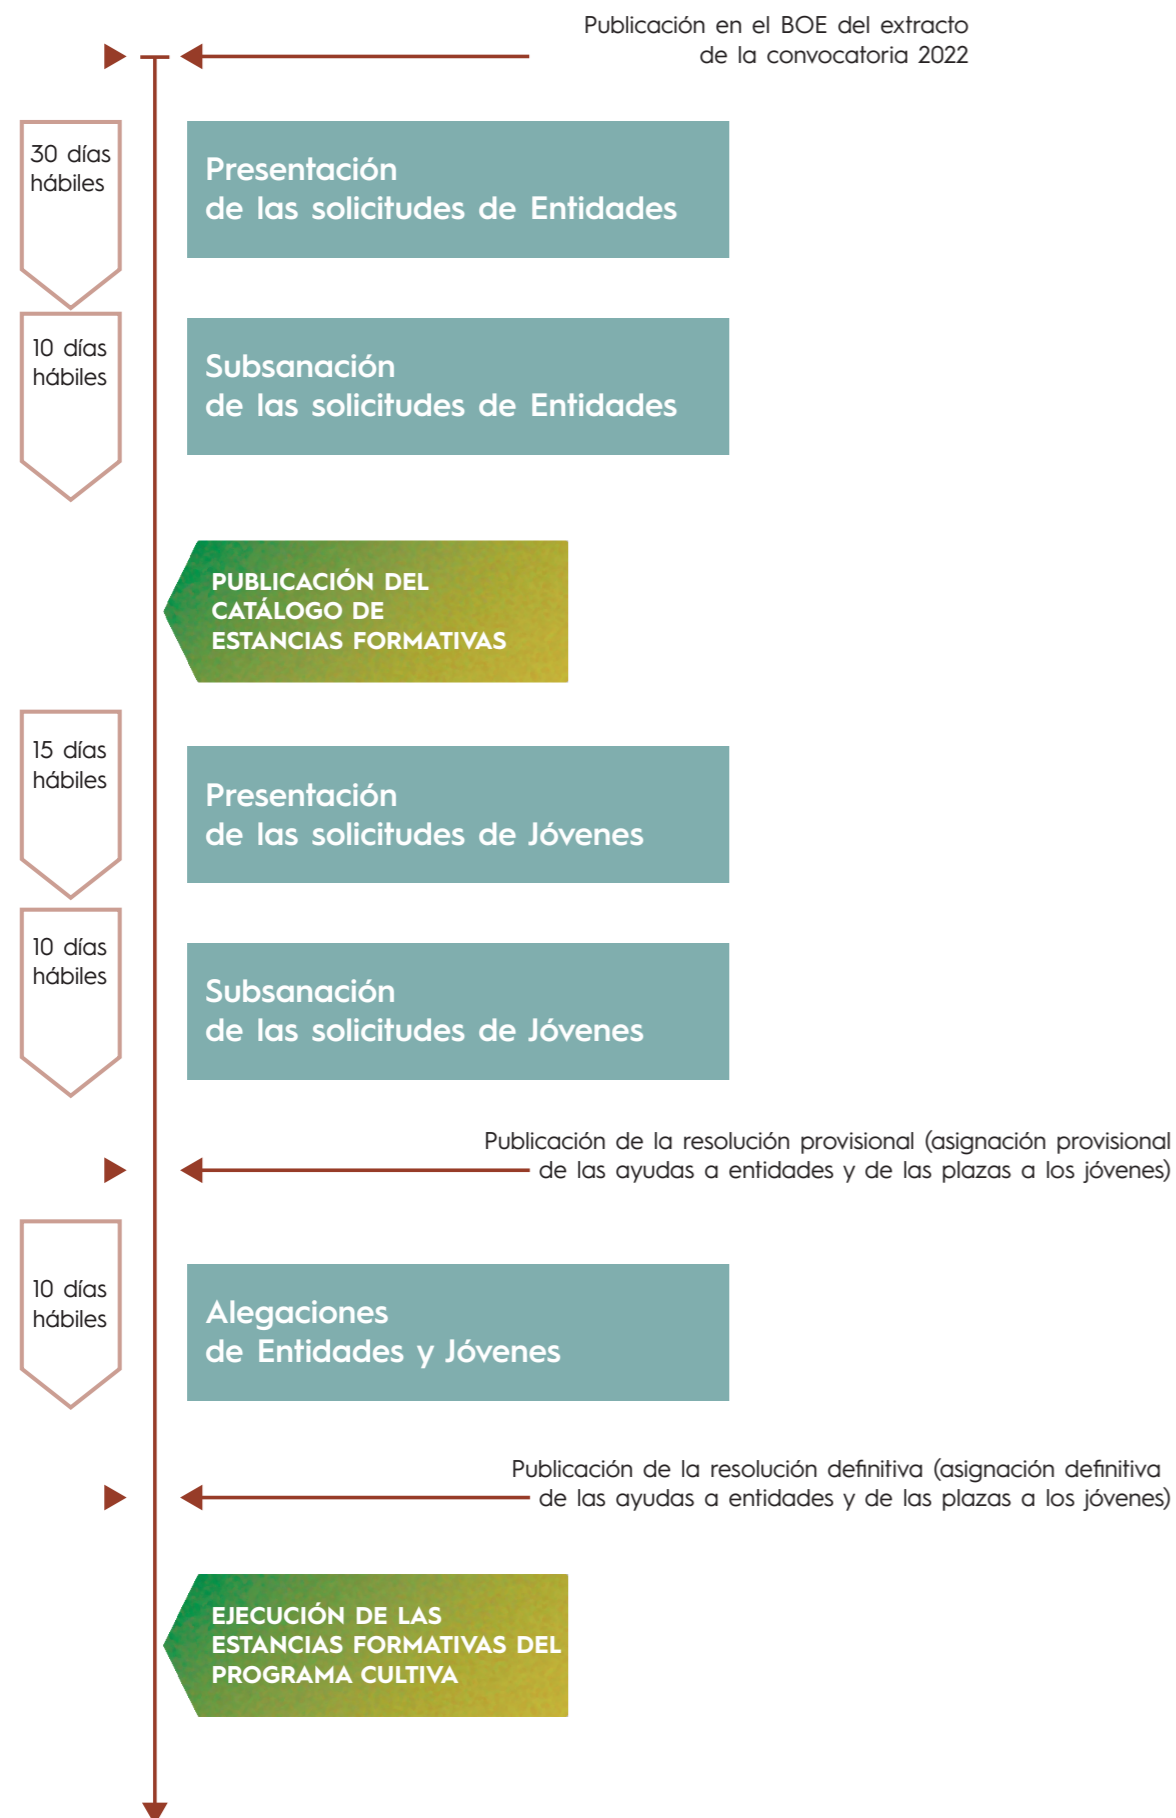 Publicación en el BOE del extracto
de la convocatoria 2022
30 días
hábiles
Presentación
de las solicitudes de Entidades
10 días
hábiles
Subsanación
de las solicitudes de Entidades
PUBLICACIÓN DEL
CATÁLOGO DE
ESTANCIAS FORMATIVAS
15 días
hábiles
Presentación
de las solicitudes de Jóvenes
10 días
hábiles
Subsanación
de las solicitudes de Jóvenes
Publicación de la resolución provisional (asignación provisional
de las ayudas a entidades y de las plazas a los jóvenes)
10 días
hábiles
Alegaciones
de Entidades y Jóvenes
Publicación de la resolución definitiva (asignación definitiva
de las ayudas a entidades y de las plazas a los jóvenes)
EJECUCIÓN DE LAS
ESTANCIAS FORMATIVAS DEL
PROGRAMA CULTIVA